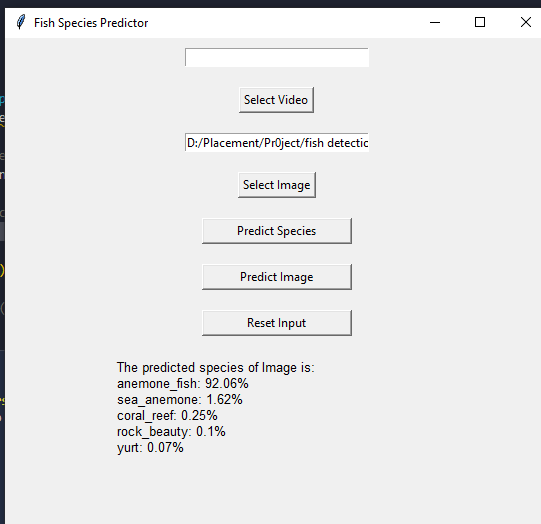 Fish Species Predictor
Select Video
D:/Placement/Pr0ject/fish detectic
Select Image
Predict Species
Predict Image
Reset Input
The predicted species of Image is:
anemone_fish: 92.06%
sea_anemone: 1.62%
coral_reef: 0.25%
rock_beauty: 0.1%
yurt: 0.07%